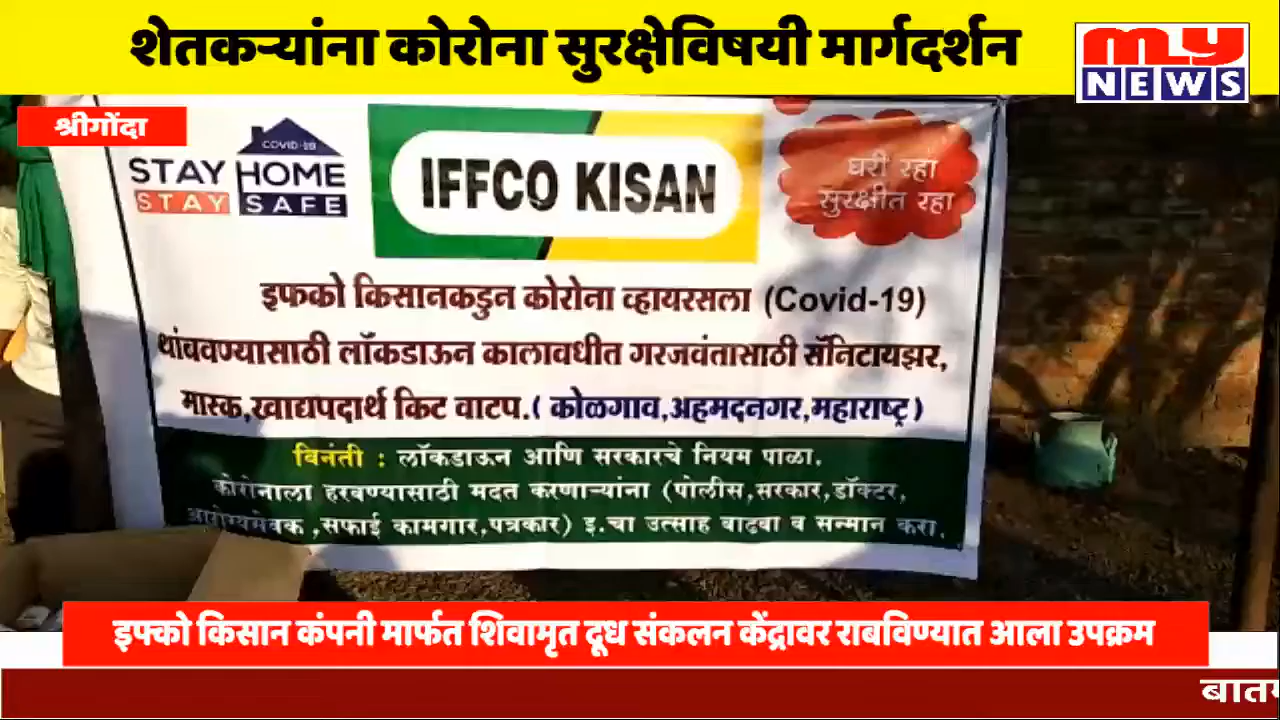 शेतकऱ्यांना कोरोना सुरक्षेविषयी मार्गदर्शन
my
NEWS
श्रीगोंदा
COVID-19
STAY HOME
STAY SAFE
IFFCO KISAN
घरी रहा
सुरक्षीत रहा
इफको किसानकडुन कोरोना व्हायरसला (Covid-19)
थांबवण्यासाठी लॉकडाऊन कालावधीत गरजवंतासाठी सॅनिटायझर,
मास्क,खाद्यपदार्थ किट वाटप.( कोळगाव,अहमदनगर,महाराष्ट्र)
विनंती : लॉकडाऊन आणि सरकारचे नियम पाळा.
कोरोनाला हरवण्यासाठी मदत करणाऱ्यांना (पोलीस,सरकार,डॉक्टर,
आरोग्यसेवक ,सफाई कामगार,पत्रकार) इ.चा उत्साह वाढवा व सन्मान करा.
इफ्को किसान कंपनी मार्फत शिवामृत दूध संकलन केंद्रावर राबविण्यात आला उपक्रम